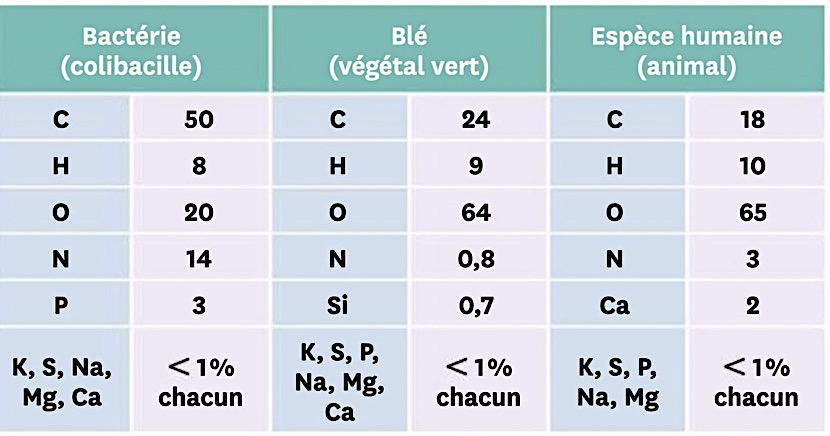 Bactérie
(colibacille)
Blé
(végétal vert)
Espèce humaine
(animal)
C 50 C 24 C 18
H 8 H 9 H 10
O 20 O 64 O 65
N 14 N 0,8 N 3
P 3 Si 0,7 Ca 2
K, S, Na,
Mg, Ca
< 1%
chacun
K, S, P,
Na, Mg,
Ca
< 1%
chacun
K, S, P,
Na, Mg
< 1%
chacun